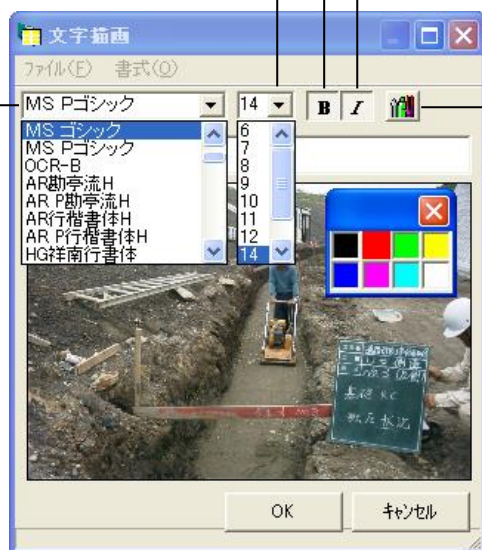 文字描画
ファイル(F) 書式(O)
MS Pゴシック 14 B I
MS ゴシック
MS Pゴシック
OCR-B
AR勘亭流H
AR P勘亭流H
AR行楷書体H
AR P行楷書体H
HG祥南行書体
6
7
8
9
10
11
12
14
基礎 RC
OK キャンセル